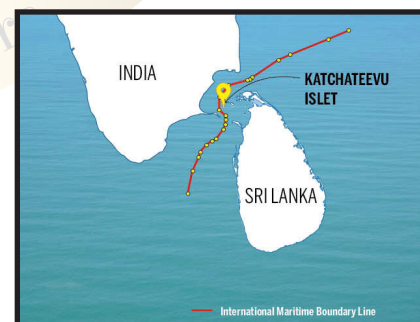 INDIA
KATCHATEEVU
ISLET
SRI LANKA
International Maritime Boundary Line